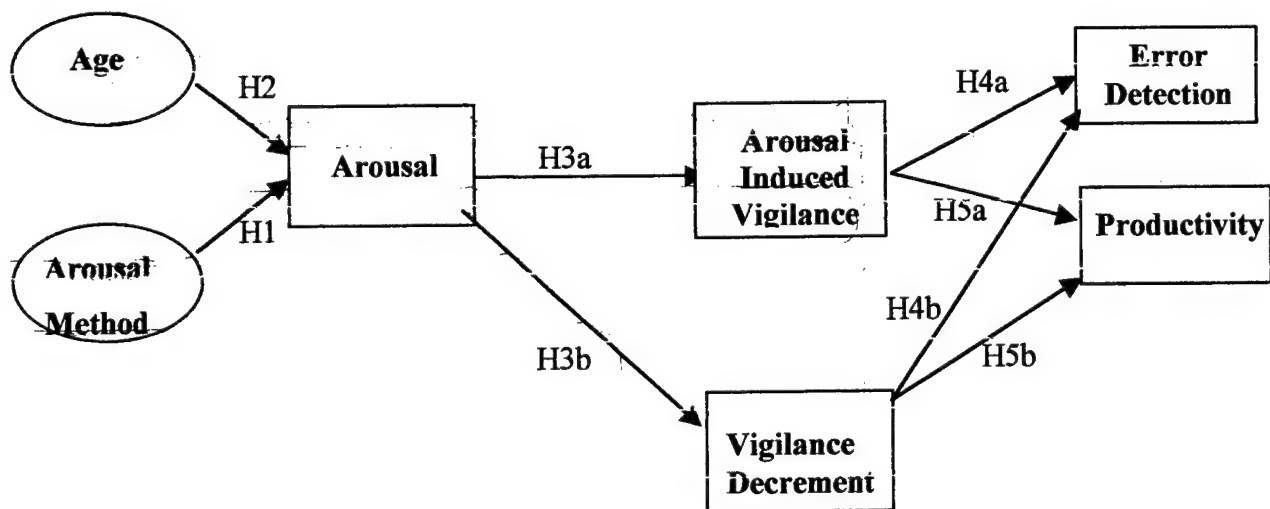 Age
H2
Arousal
Method
H1
Arousal
H3a
H3b
Arousal
Induced
Vigilance
Vigilance
Decrement
H4a
H5a
H4b
H5b
Error
Detection
Productivity